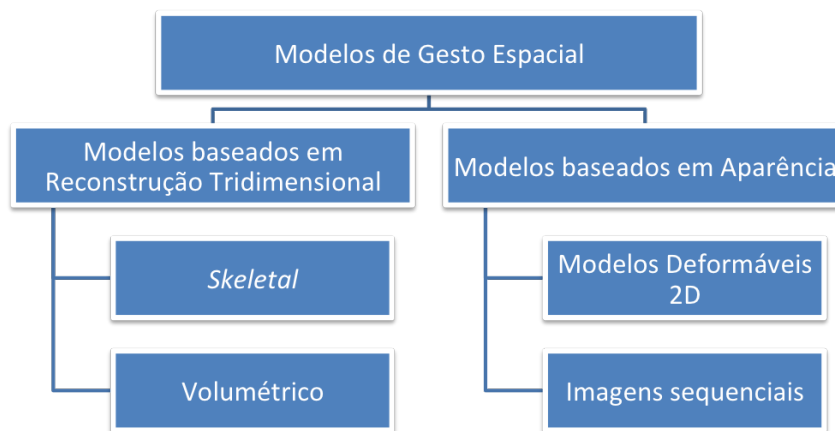 Modelos de Gesto Espacial
Modelos baseados em
Reconstrução Tridimensional
Modelos baseados em Aparência
Skeletal
Modelos Deformáveis
2D
Volumétrico
Imagens sequenciais